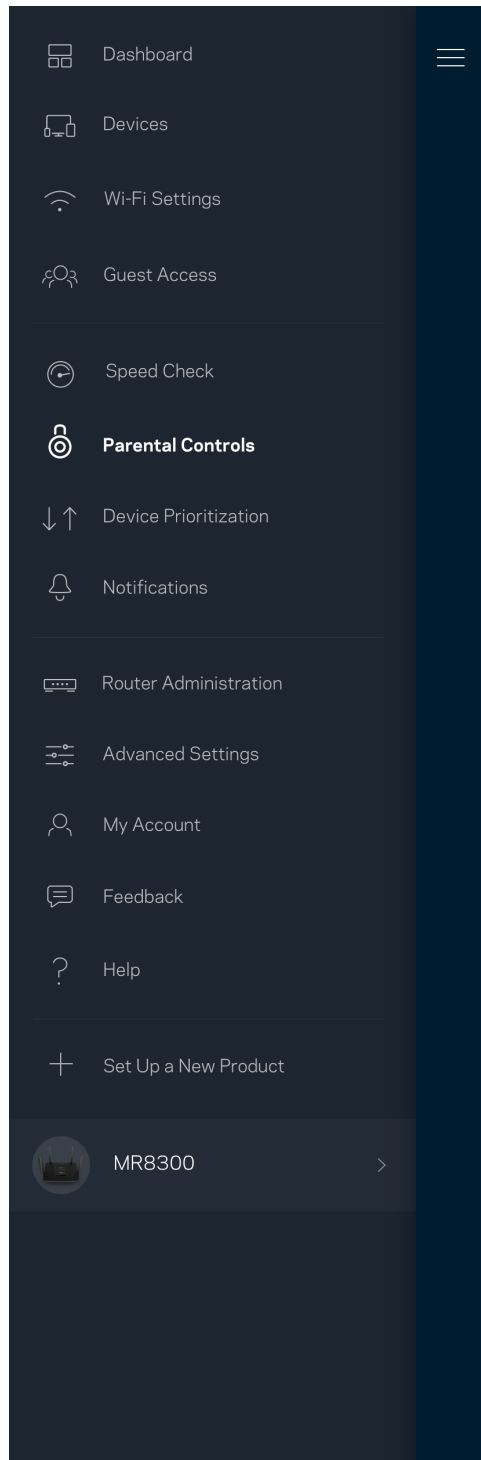 Dashboard
Devices
Wi-Fi Settings
Guest Access
Speed Check
Parental Controls
Device Prioritization
Notifications
Router Administration
Advanced Settings
My Account
Feedback
Help
Set Up a New Product
MR8300